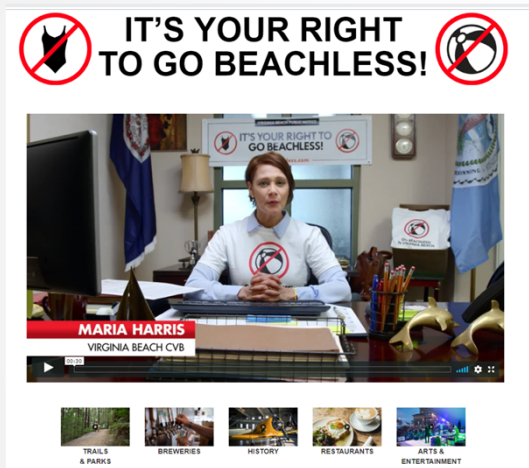 IT'S YOUR RIGHT
TO GO BEACHLESS!
IT'S YOUR RIGHT TO
GO BEACHLESS!
MARIA HARRIS
VIRGINIA BEACH CVB
00:30
TRAILS
& PARKS
BREWERIES
HISTORY
RESTAURANTS
ARTS &
ENTERTAINMENT